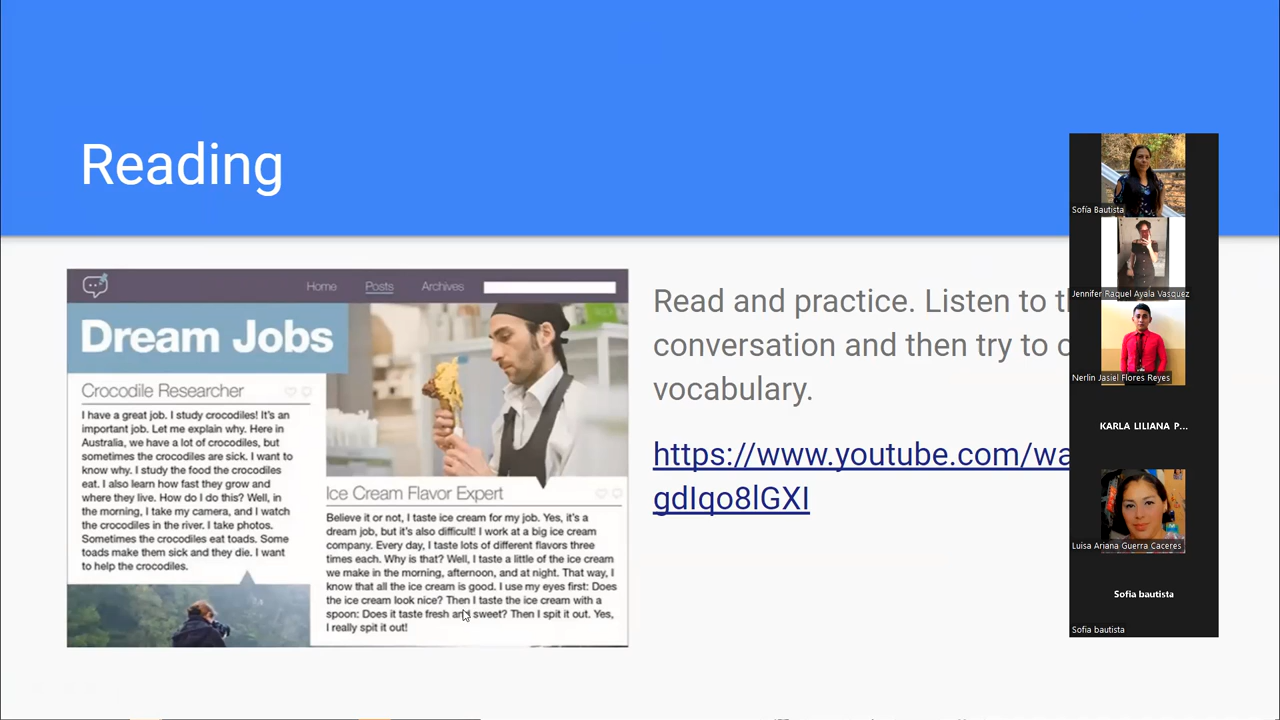 Reading
Home Posts Archives
Dream Jobs
Crocodile Researcher
I have a great job. I study crocodiles! It's an
important job. Let me explain why. Here in
Australia, we have a lot of crocodiles, but
sometimes the crocodiles are sick. I want to
know why. I study the food the crocodiles
eat. I also learn how fast they grow and
where they live. How do I do this? Well, in
the morning, I take my camera, and I watch
the crocodiles in the river. I take photos.
Sometimes the crocodiles eat toads. Some
toads make them sick and they die. I want
to help the crocodiles.
Ice Cream Flavor Expert
Believe it or not, I taste ice cream for my job. Yes, it's a
dream job, but it's also difficult! I work at a big ice cream
company. Every day, I taste lots of different flavors three
times each. Why is that? Well, I taste a little of the ice cream
we make in the morning, afternoon, and at night. That way, I
know that all the ice cream is good. I use my eyes first: Does
the ice cream look nice? Then I taste the ice cream with a
spoon: Does it taste fresh and sweet? Then I spit it out. Yes,
I really spit it out!
Read and practice. Listen to
conversation and then try to
vocabulary.
https://www.youtube.com/wa
gdIqo8lGXI
Sofía Bautista
Jennifer Raquel Ayala Vasquez
Nerlin Jasiel Flores Reyes
KARLA LILIANA P...
Luisa Ariana Guerra Caceres
Sofia bautista
Sofia bautista